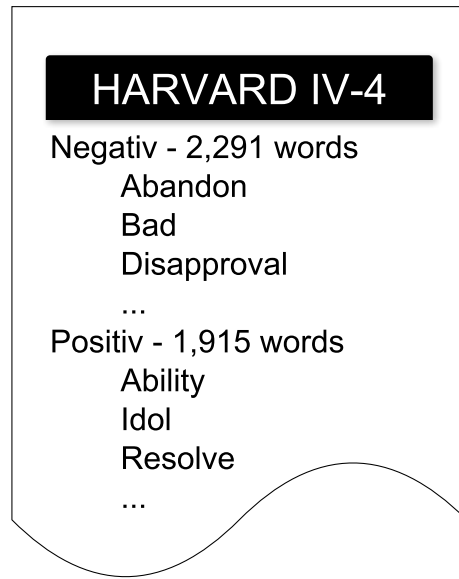 HARVARD IV-4
Negativ - 2,291 words
Abandon
Bad
Disapproval
...
Positiv - 1,915 words
Ability
Idol
Resolve
...